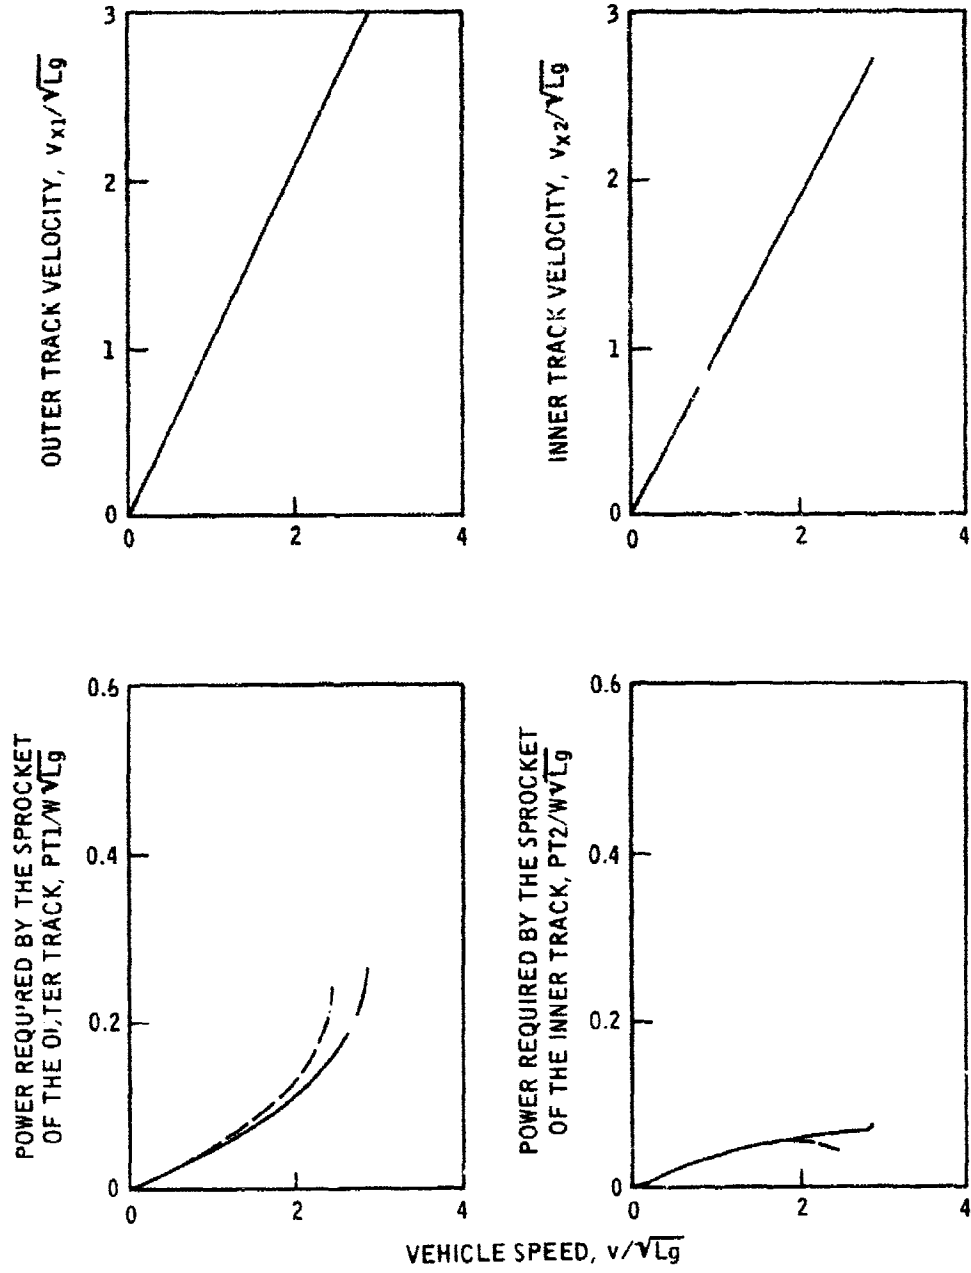 OUTER TRACK VELOCITY, vx1/√Lg
3
2
1
0
0 2 4
INNER TRACK VELOCITY, vx2/√Lg
3
2
1
0
0 2 4
POWER REQU'RED BY THE SPROCKET
OF THE OUTER TRACK, PT1/W√Lg
0.6
0.4
0.2
0
0 2 4
POWER REQUIRED BY THE SPROCKET
OF THE INNER TRACK, PT2/W√Lg
0.6
0.4
0.2
0
0 2 4
VEHICLE SPEED, v/√Lg